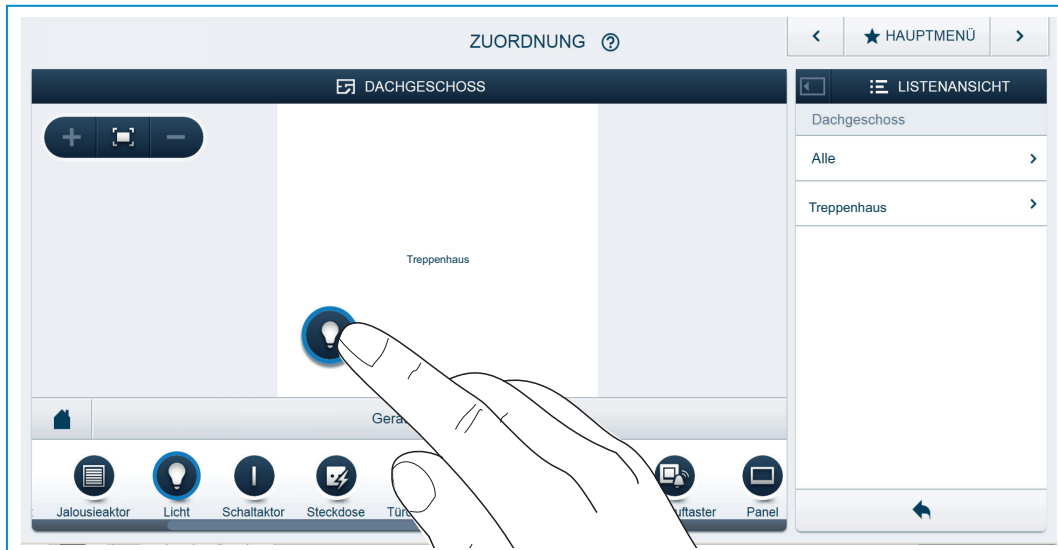 ZUORDNUNG ?
HAUPTMENÜ
DACHGESCHOSS
LISTENANSICHT
Dachgeschoss
Alle
Treppenhaus
Treppenhaus
Jalousieaktor Licht Schaltaktor Steckdose Panel